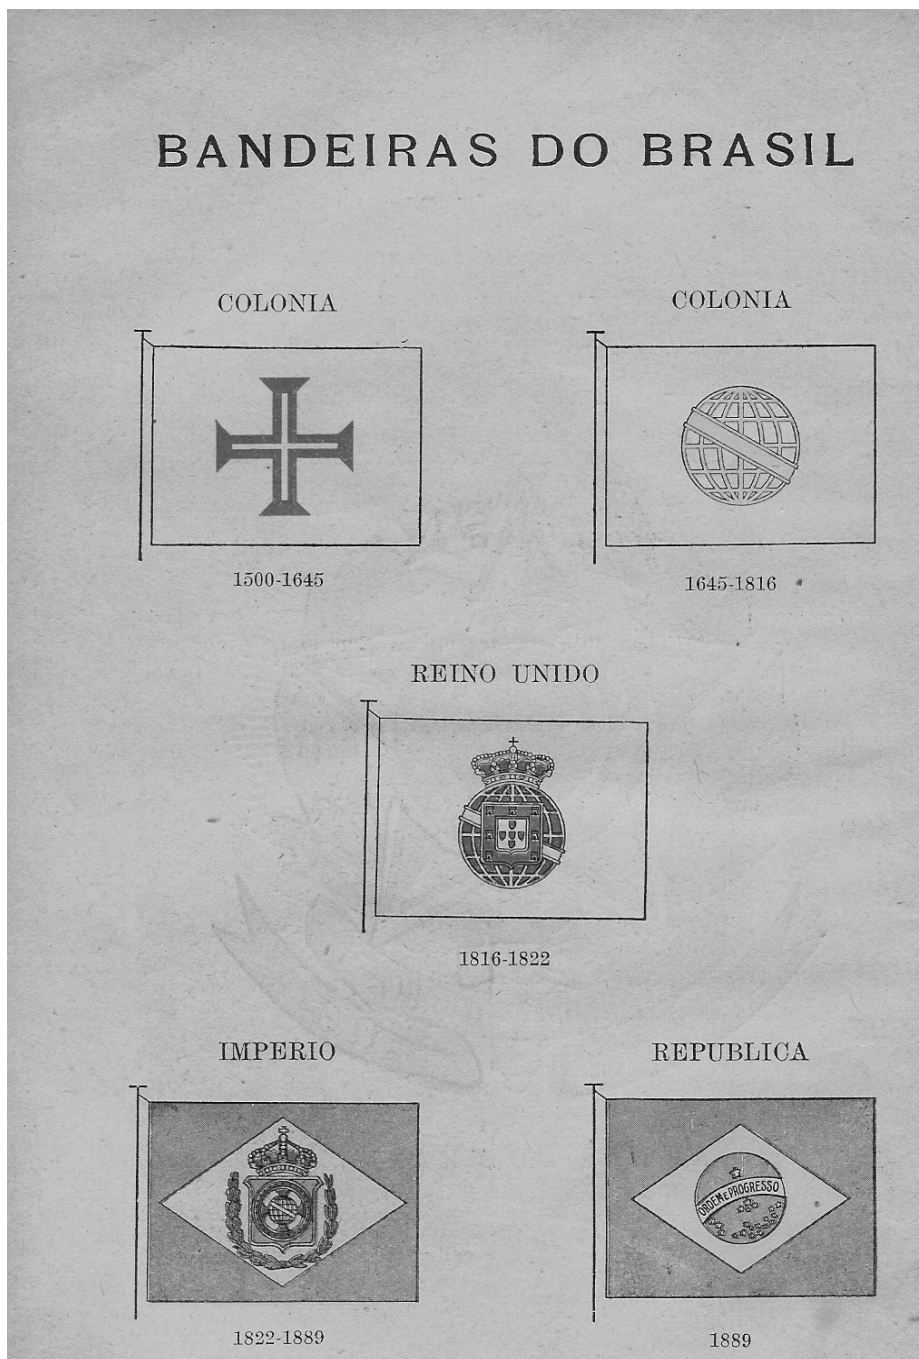 BANDEIRAS DO BRASIL
COLONIA
COLONIA
1500-1645
1645-1816
REINO UNIDO
1816-1822
IMPERIO
REPUBLICA
ORDEM E PROGRESSO
1822-1889
1889